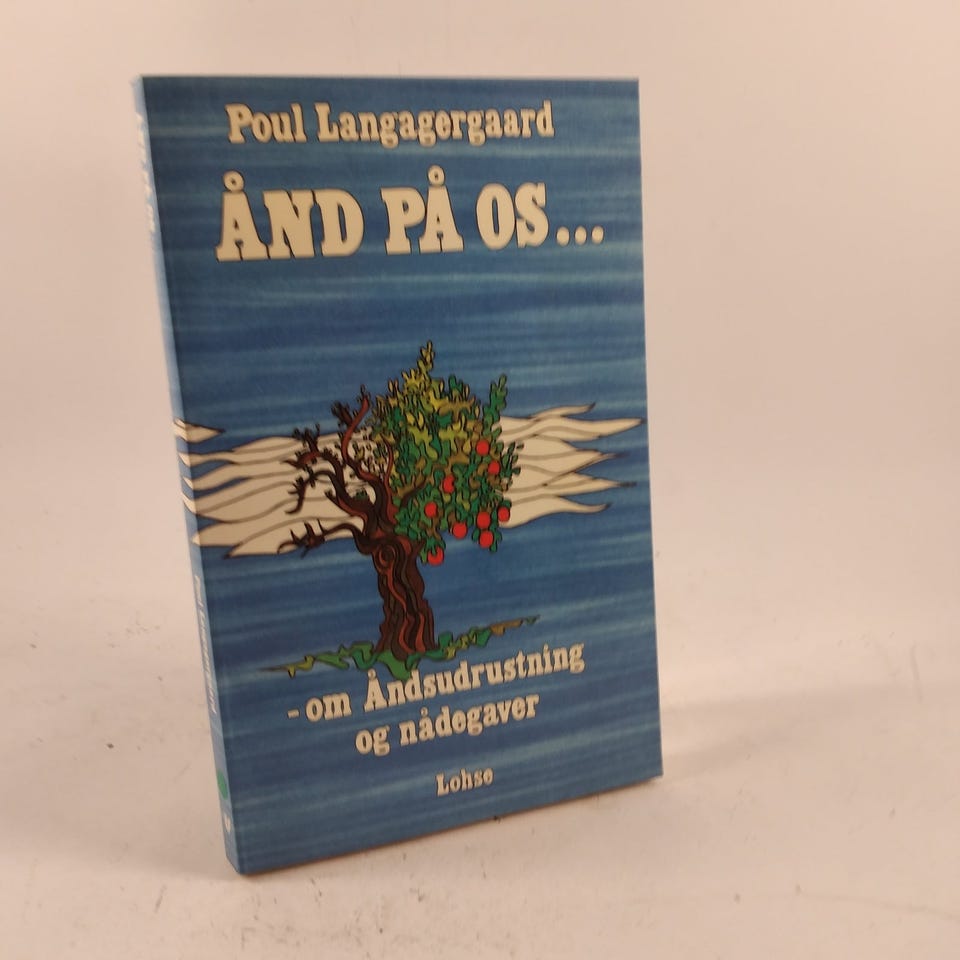 Poul Langagergaard
ÅND PÅ OS...
- om Åndsudrustning
og nådegaver
Lohse